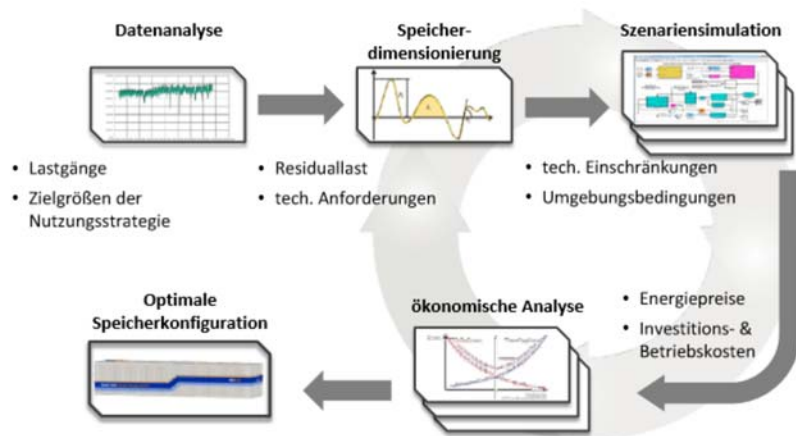 Datenanalyse
Speicher-
dimensionierung
Szenariensimulation
• Lastgänge
• Zielgrößen der
Nutzungsstrategie
• Residuallast
• tech. Anforderungen
• tech. Einschränkungen
• Umgebungsbedingungen
Optimale
Speicherkonfiguration
ökonomische Analyse
• Energiepreise
• Investitions- &
Betriebskosten